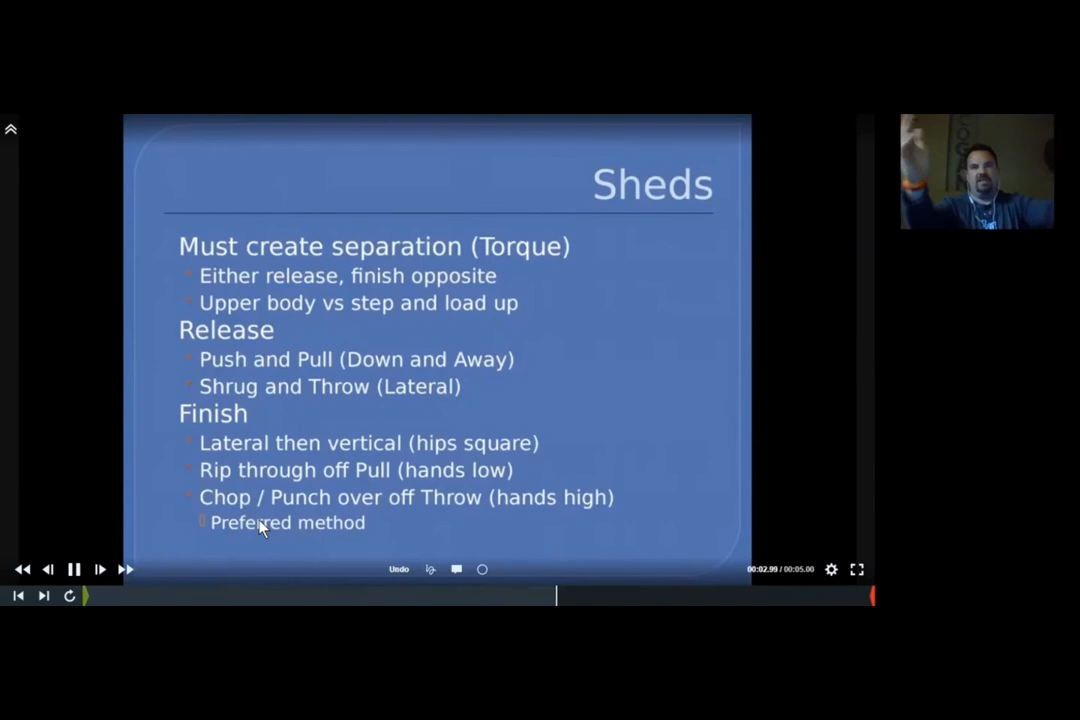 Sheds
Must create separation (Torque)
Either release, finish opposite
Upper body vs step and load up
Release
Push and Pull (Down and Away)
Shrug and Throw (Lateral)
Finish
Lateral then vertical (hips square)
Rip through off Pull (hands low)
Chop / Punch over off Throw (hands high)
Preferred method
Undo
00:02.99 / 00:05.00